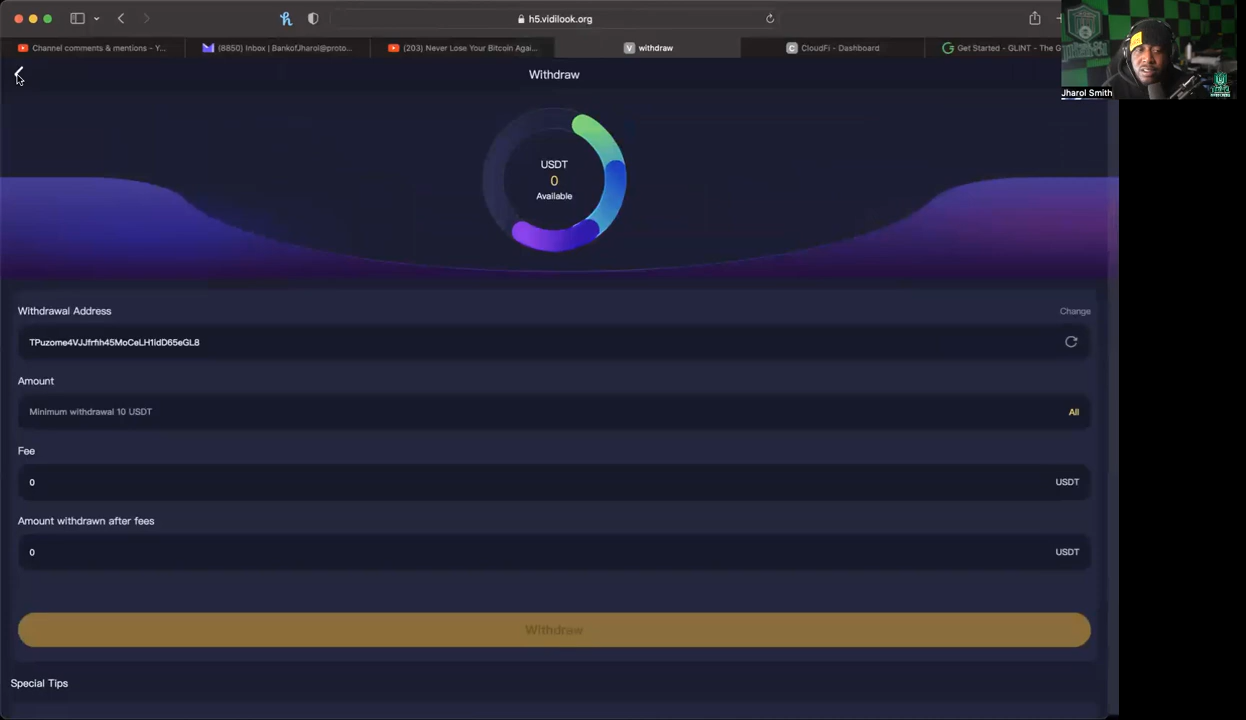 h5.vidilook.org
Channel comments & mentions - Y...
(8850) Inbox | BankofJharol@proto...
(203) Never Lose Your Bitcoin Agai...
V withdraw
C CloudFi - Dashboard
Get Started - GLINT - The G
Jharol Smith
Withdraw
USDT
0
Available
Withdrawal Address
Change
TPuzome4VJJfrfih45MoCeLH1idD65eGL8
Amount
Minimum withdrawal 10 USDT
All
Fee
0
USDT
Amount withdrawn after fees
0
USDT
Withdraw
Special Tips